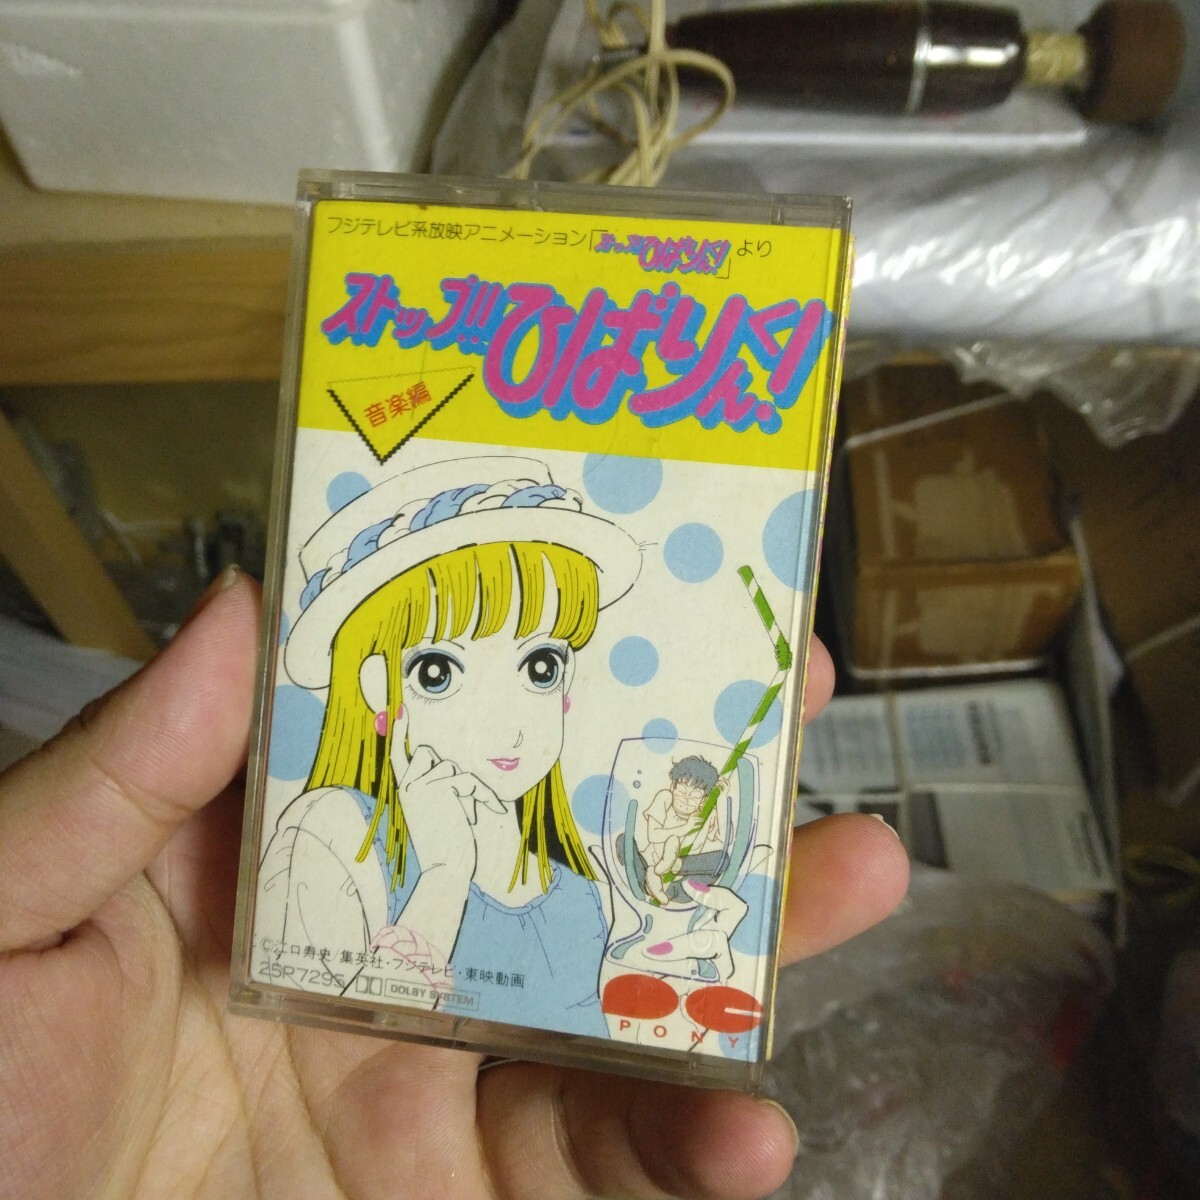 フジテレビ系放映アニメーション「ストップ!!ひばりくん!」より
ストップ!!ひばりくん!
音楽編
©江口寿史/集英社・フジテレビ・東映動画
25P7295 DOLBY SYSTEM
PONY